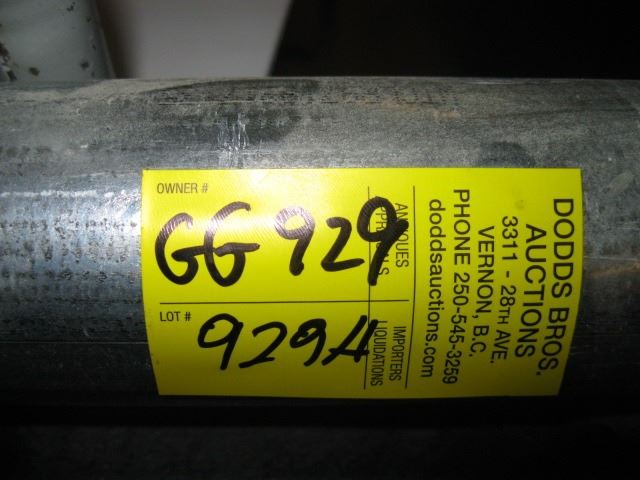 OWNER #
GG 929
LOT #
929A
ANTIQUES
APPRAISALS
IMPORTERS
LIQUIDATIONS
DODDS BROS.
AUCTIONS
3311 - 28TH AVE.
VERNON, B.C.
PHONE 250-545-3259
doddsauctions.com